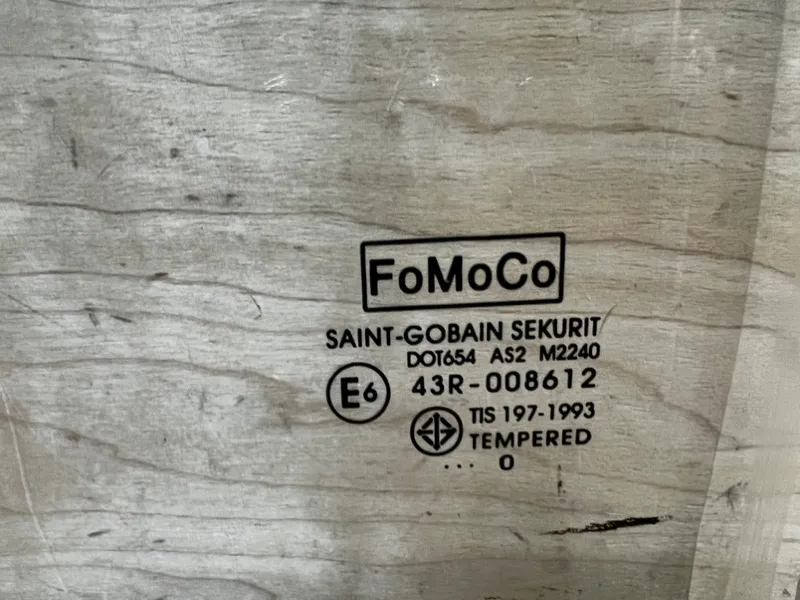 FoMoCo
SAINT-GOBAIN SEKURIT
DOT654 AS2 M2240
E6 43R-008612
TIS 197-1993
TEMPERED
... 0